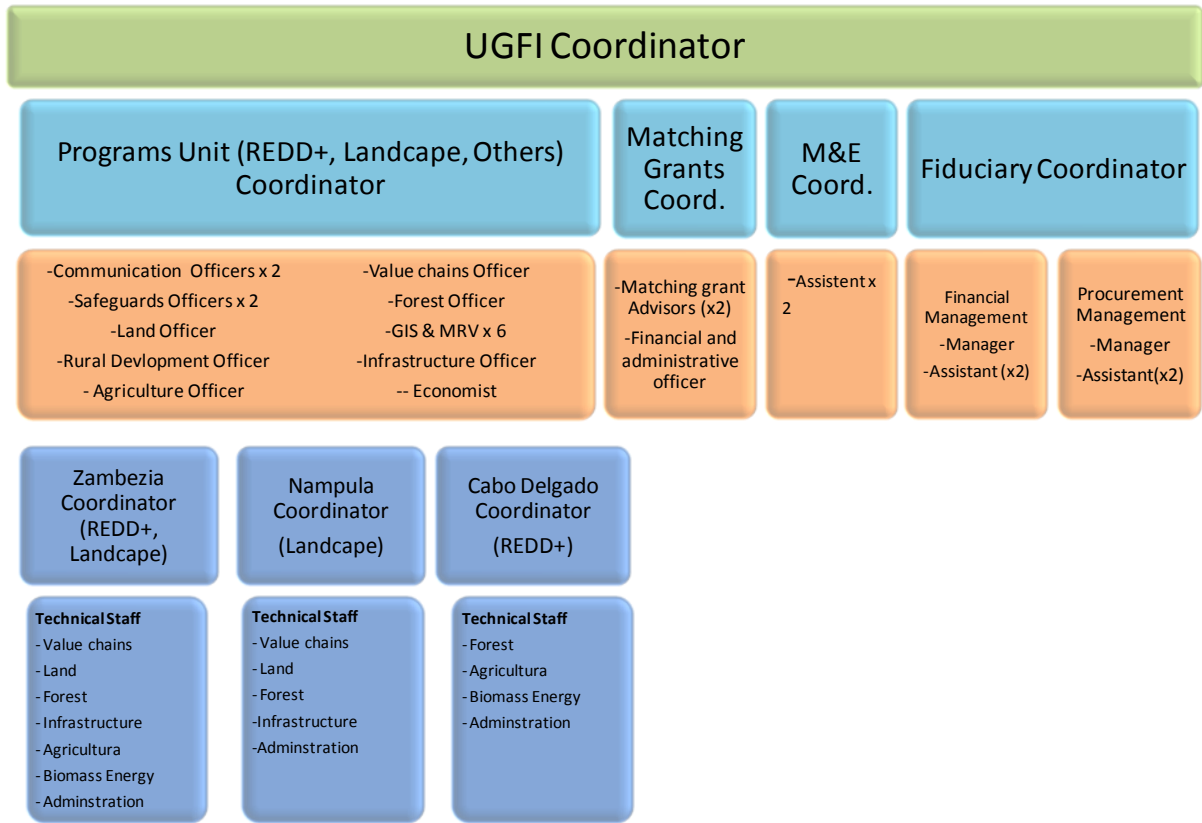 UGFI Coordinator
Programs Unit (REDD+, Landcape, Others)
Coordinator
Matching
Grants
Coord.
M&E
Coord.
Fiduciary Coordinator
-Communication Officers x 2
-Safeguards Officers x 2
-Land Officer
-Rural Devlopment Officer
- Agriculture Officer
-Value chains Officer
-Forest Officer
-GIS & MRV x 6
-Infrastructure Officer
-- Economist
-Matching grant
Advisors (x2)
-Financial and
administrative
officer
-Assistent x
2
Financial
Management
-Manager
-Assistant (x2)
Procurement
Management
-Manager
-Assistant(x2)
Zambezia
Coordinator
(REDD+,
Landcape)
Nampula
Coordinator
(Landcape)
Cabo Delgado
Coordinator
(REDD+)
Technical Staff
- Value chains
- Land
- Forest
- Infrastructure
- Agricultura
- Biomass Energy
- Adminstration
Technical Staff
- Value chains
- Land
- Forest
-Infrastructure
-Adminstration
Technical Staff
- Forest
- Agricultura
- Biomass Energy
- Adminstration